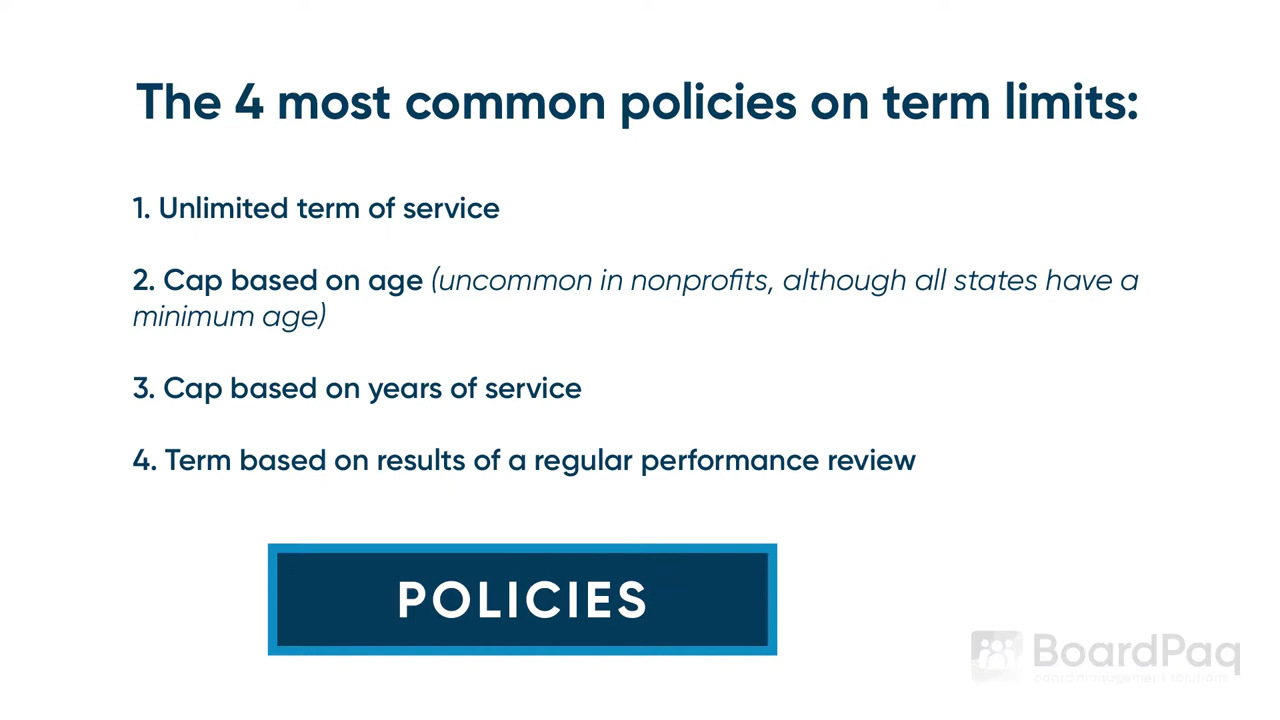 The 4 most common policies on term limits:
1. Unlimited term of service
2. Cap based on age (uncommon in nonprofits, although all states have a
minimum age)
3. Cap based on years of service
4. Term based on results of a regular performance review
POLICIES
BoardPaq
board management solutions